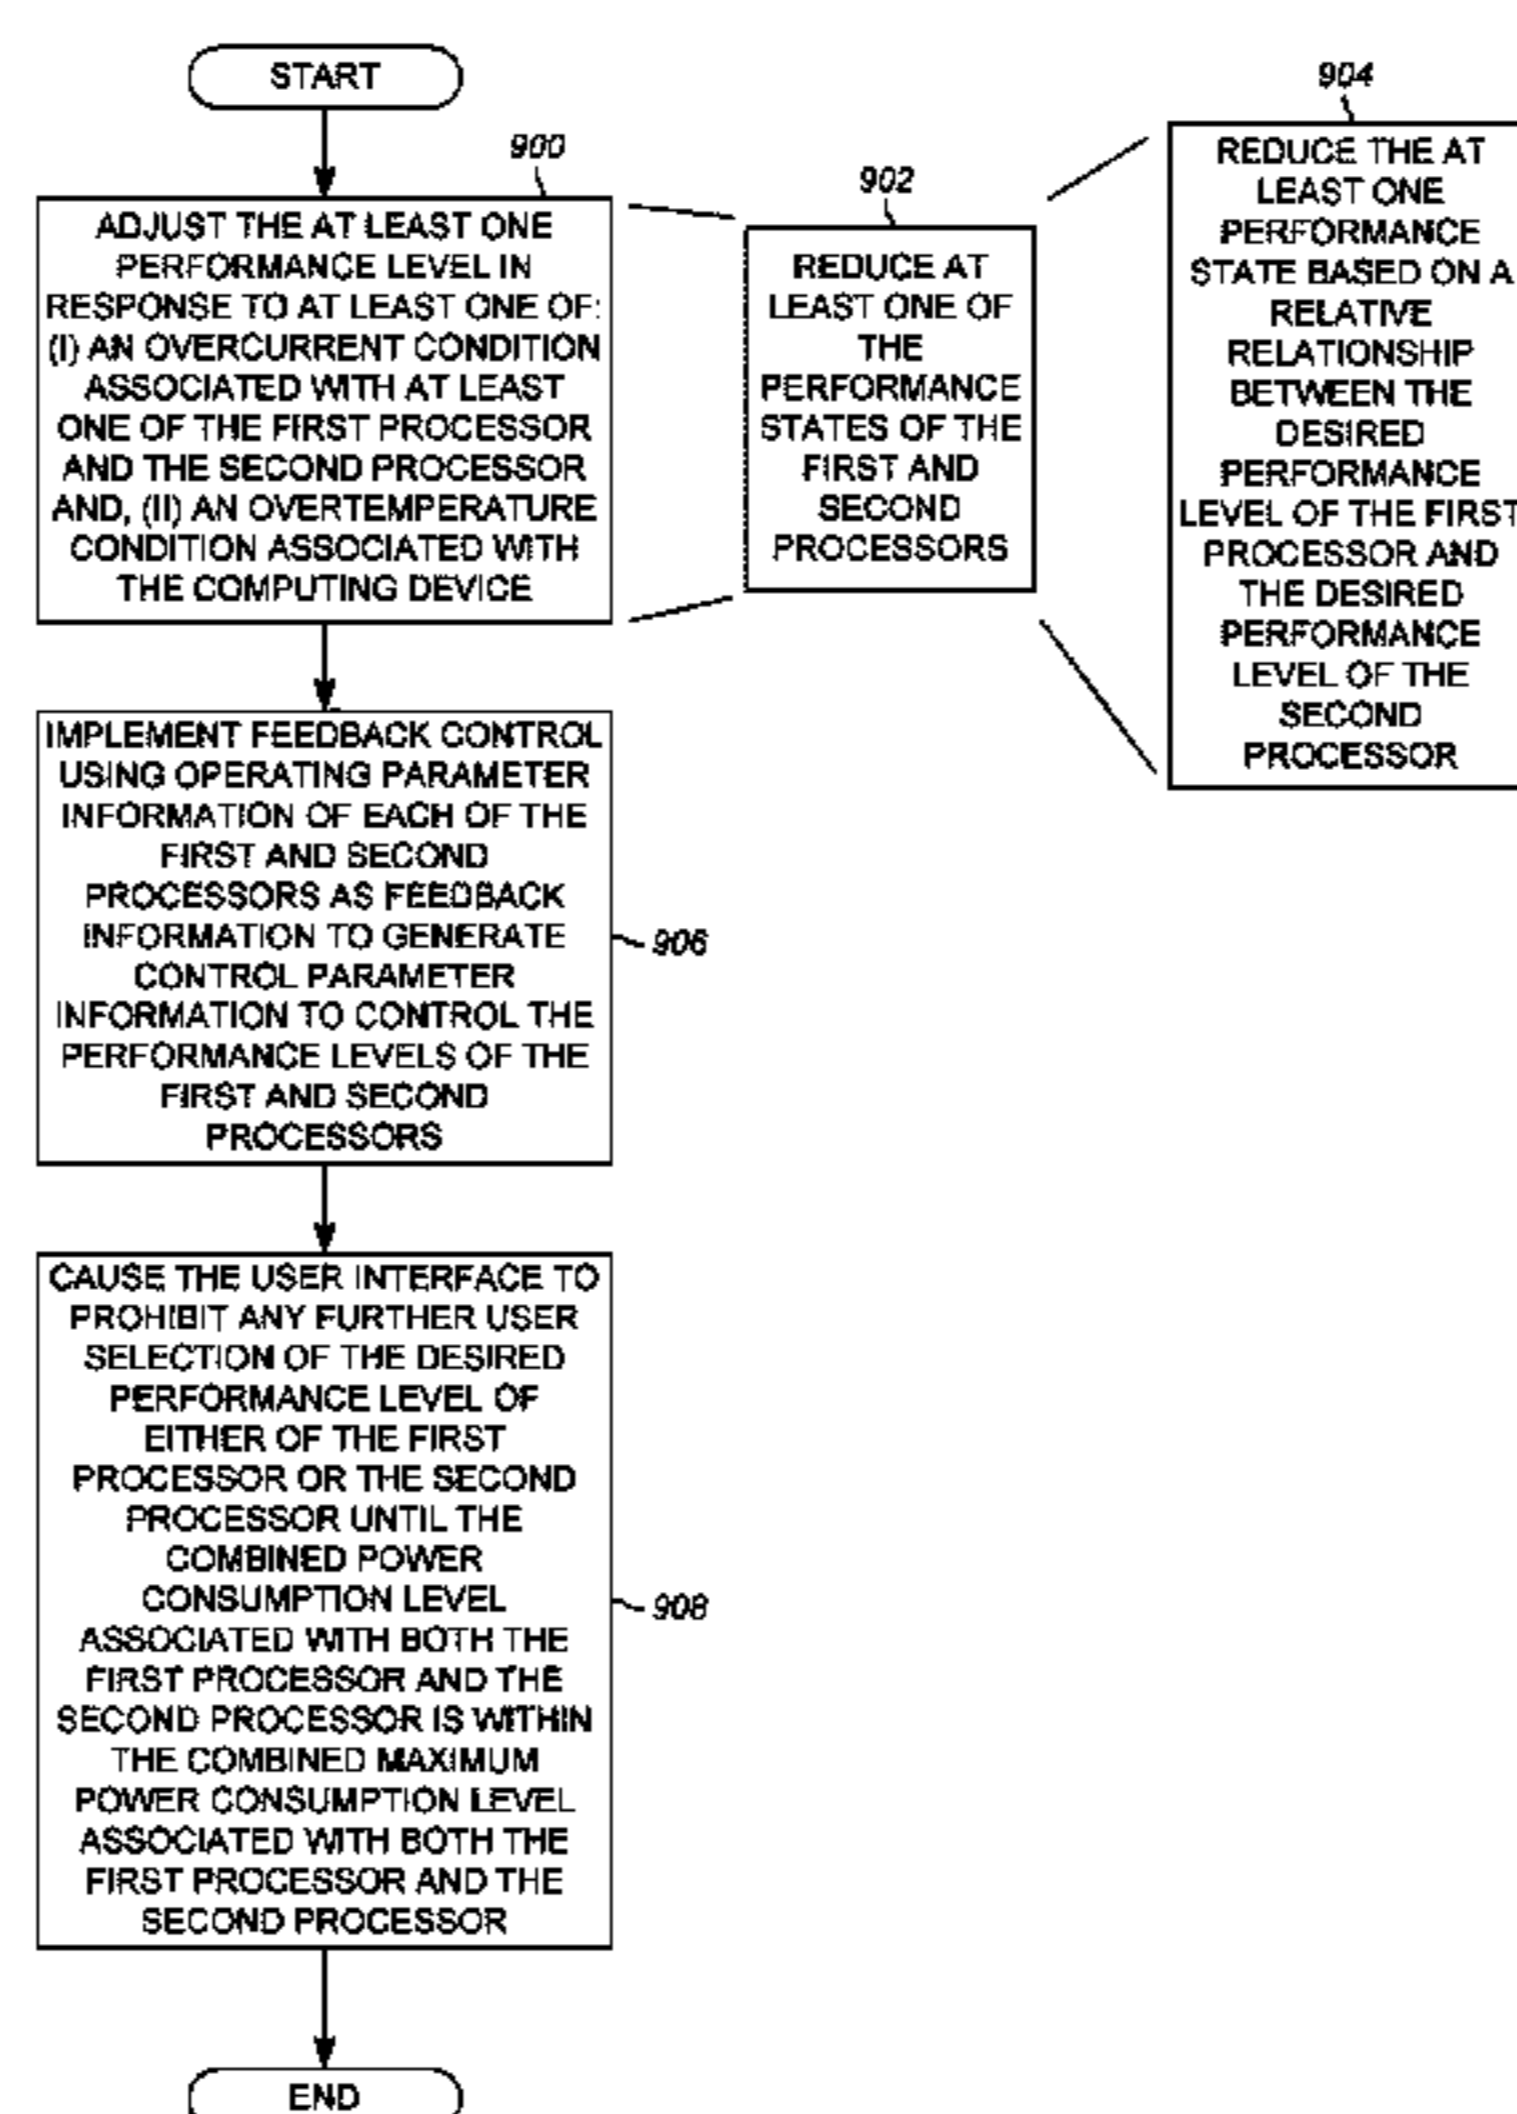 START
900
ADJUST THE AT LEAST ONE
PERFORMANCE LEVEL IN
RESPONSE TO AT LEAST ONE OF:
(I) AN OVERCURRENT CONDITION
ASSOCIATED WITH AT LEAST
ONE OF THE FIRST PROCESSOR
AND THE SECOND PROCESSOR
AND, (II) AN OVERTEMPERATURE
CONDITION ASSOCIATED WITH
THE COMPUTING DEVICE
902
REDUCE AT
LEAST ONE OF
THE
PERFORMANCE
STATES OF THE
FIRST AND
SECOND
PROCESSORS
904
REDUCE THE AT
LEAST ONE
PERFORMANCE
STATE BASED ON A
RELATIVE
RELATIONSHIP
BETWEEN THE
DESIRED
PERFORMANCE
LEVEL OF THE FIRST
PROCESSOR AND
THE DESIRED
PERFORMANCE
LEVEL OF THE
SECOND
PROCESSOR
IMPLEMENT FEEDBACK CONTROL
USING OPERATING PARAMETER
INFORMATION OF EACH OF THE
FIRST AND SECOND
PROCESSORS AS FEEDBACK
INFORMATION TO GENERATE
CONTROL PARAMETER
INFORMATION TO CONTROL THE
PERFORMANCE LEVELS OF THE
FIRST AND SECOND
PROCESSORS
906
CAUSE THE USER INTERFACE TO
PROHIBIT ANY FURTHER USER
SELECTION OF THE DESIRED
PERFORMANCE LEVEL OF
EITHER OF THE FIRST
PROCESSOR OR THE SECOND
PROCESSOR UNTIL THE
COMBINED POWER
CONSUMPTION LEVEL
ASSOCIATED WITH BOTH THE
FIRST PROCESSOR AND THE
SECOND PROCESSOR IS WITHIN
THE COMBINED MAXIMUM
POWER CONSUMPTION LEVEL
ASSOCIATED WITH BOTH THE
FIRST PROCESSOR AND THE
SECOND PROCESSOR
908
END